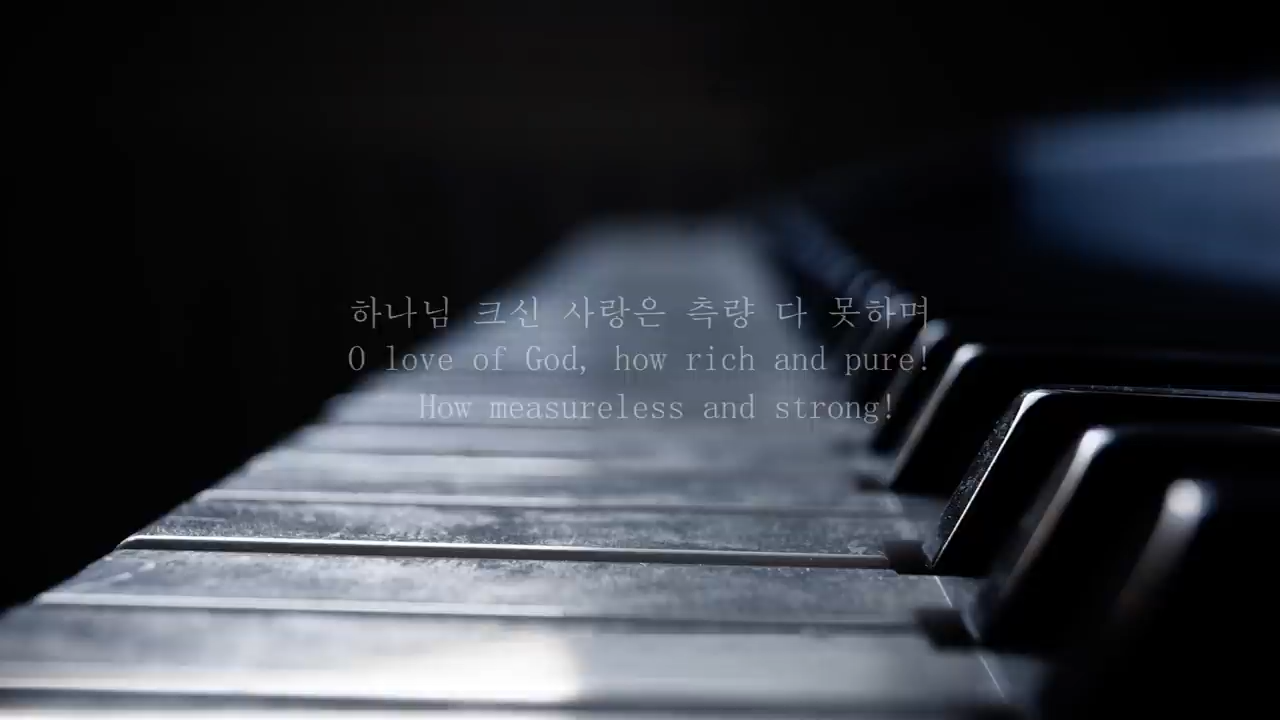 하나님 크신 사랑은 측량 다 못하며
O love of God, how rich and pure!
How measureless and strong!